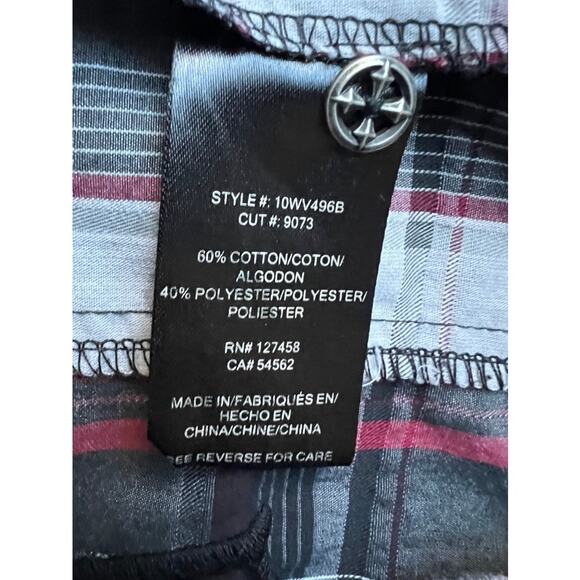 STYLE #: 10WV496B
CUT #: 9073
60% COTTON/COTON/
ALGODON
40% POLYESTER/POLYESTER/
POLIESTER
RN# 127458
CA# 54562
MADE IN/FABRIQUÉS EN/
HECHO EN
CHINA/CHINE/CHINA
REVERSE FOR CARE